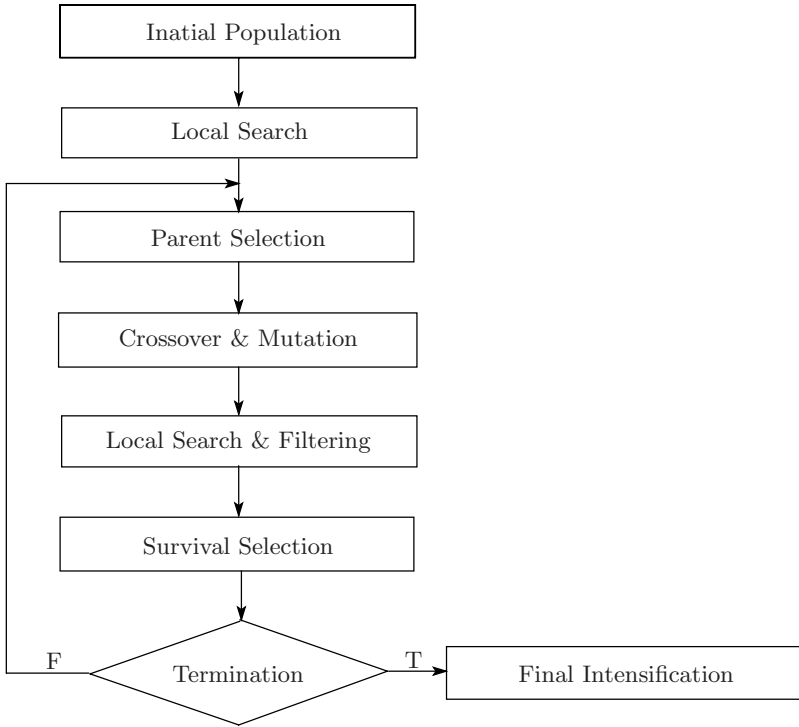 Inatial Population
Local Search
Parent Selection
Crossover & Mutation
Local Search & Filtering
Survival Selection
F
Termination
T
Final Intensification